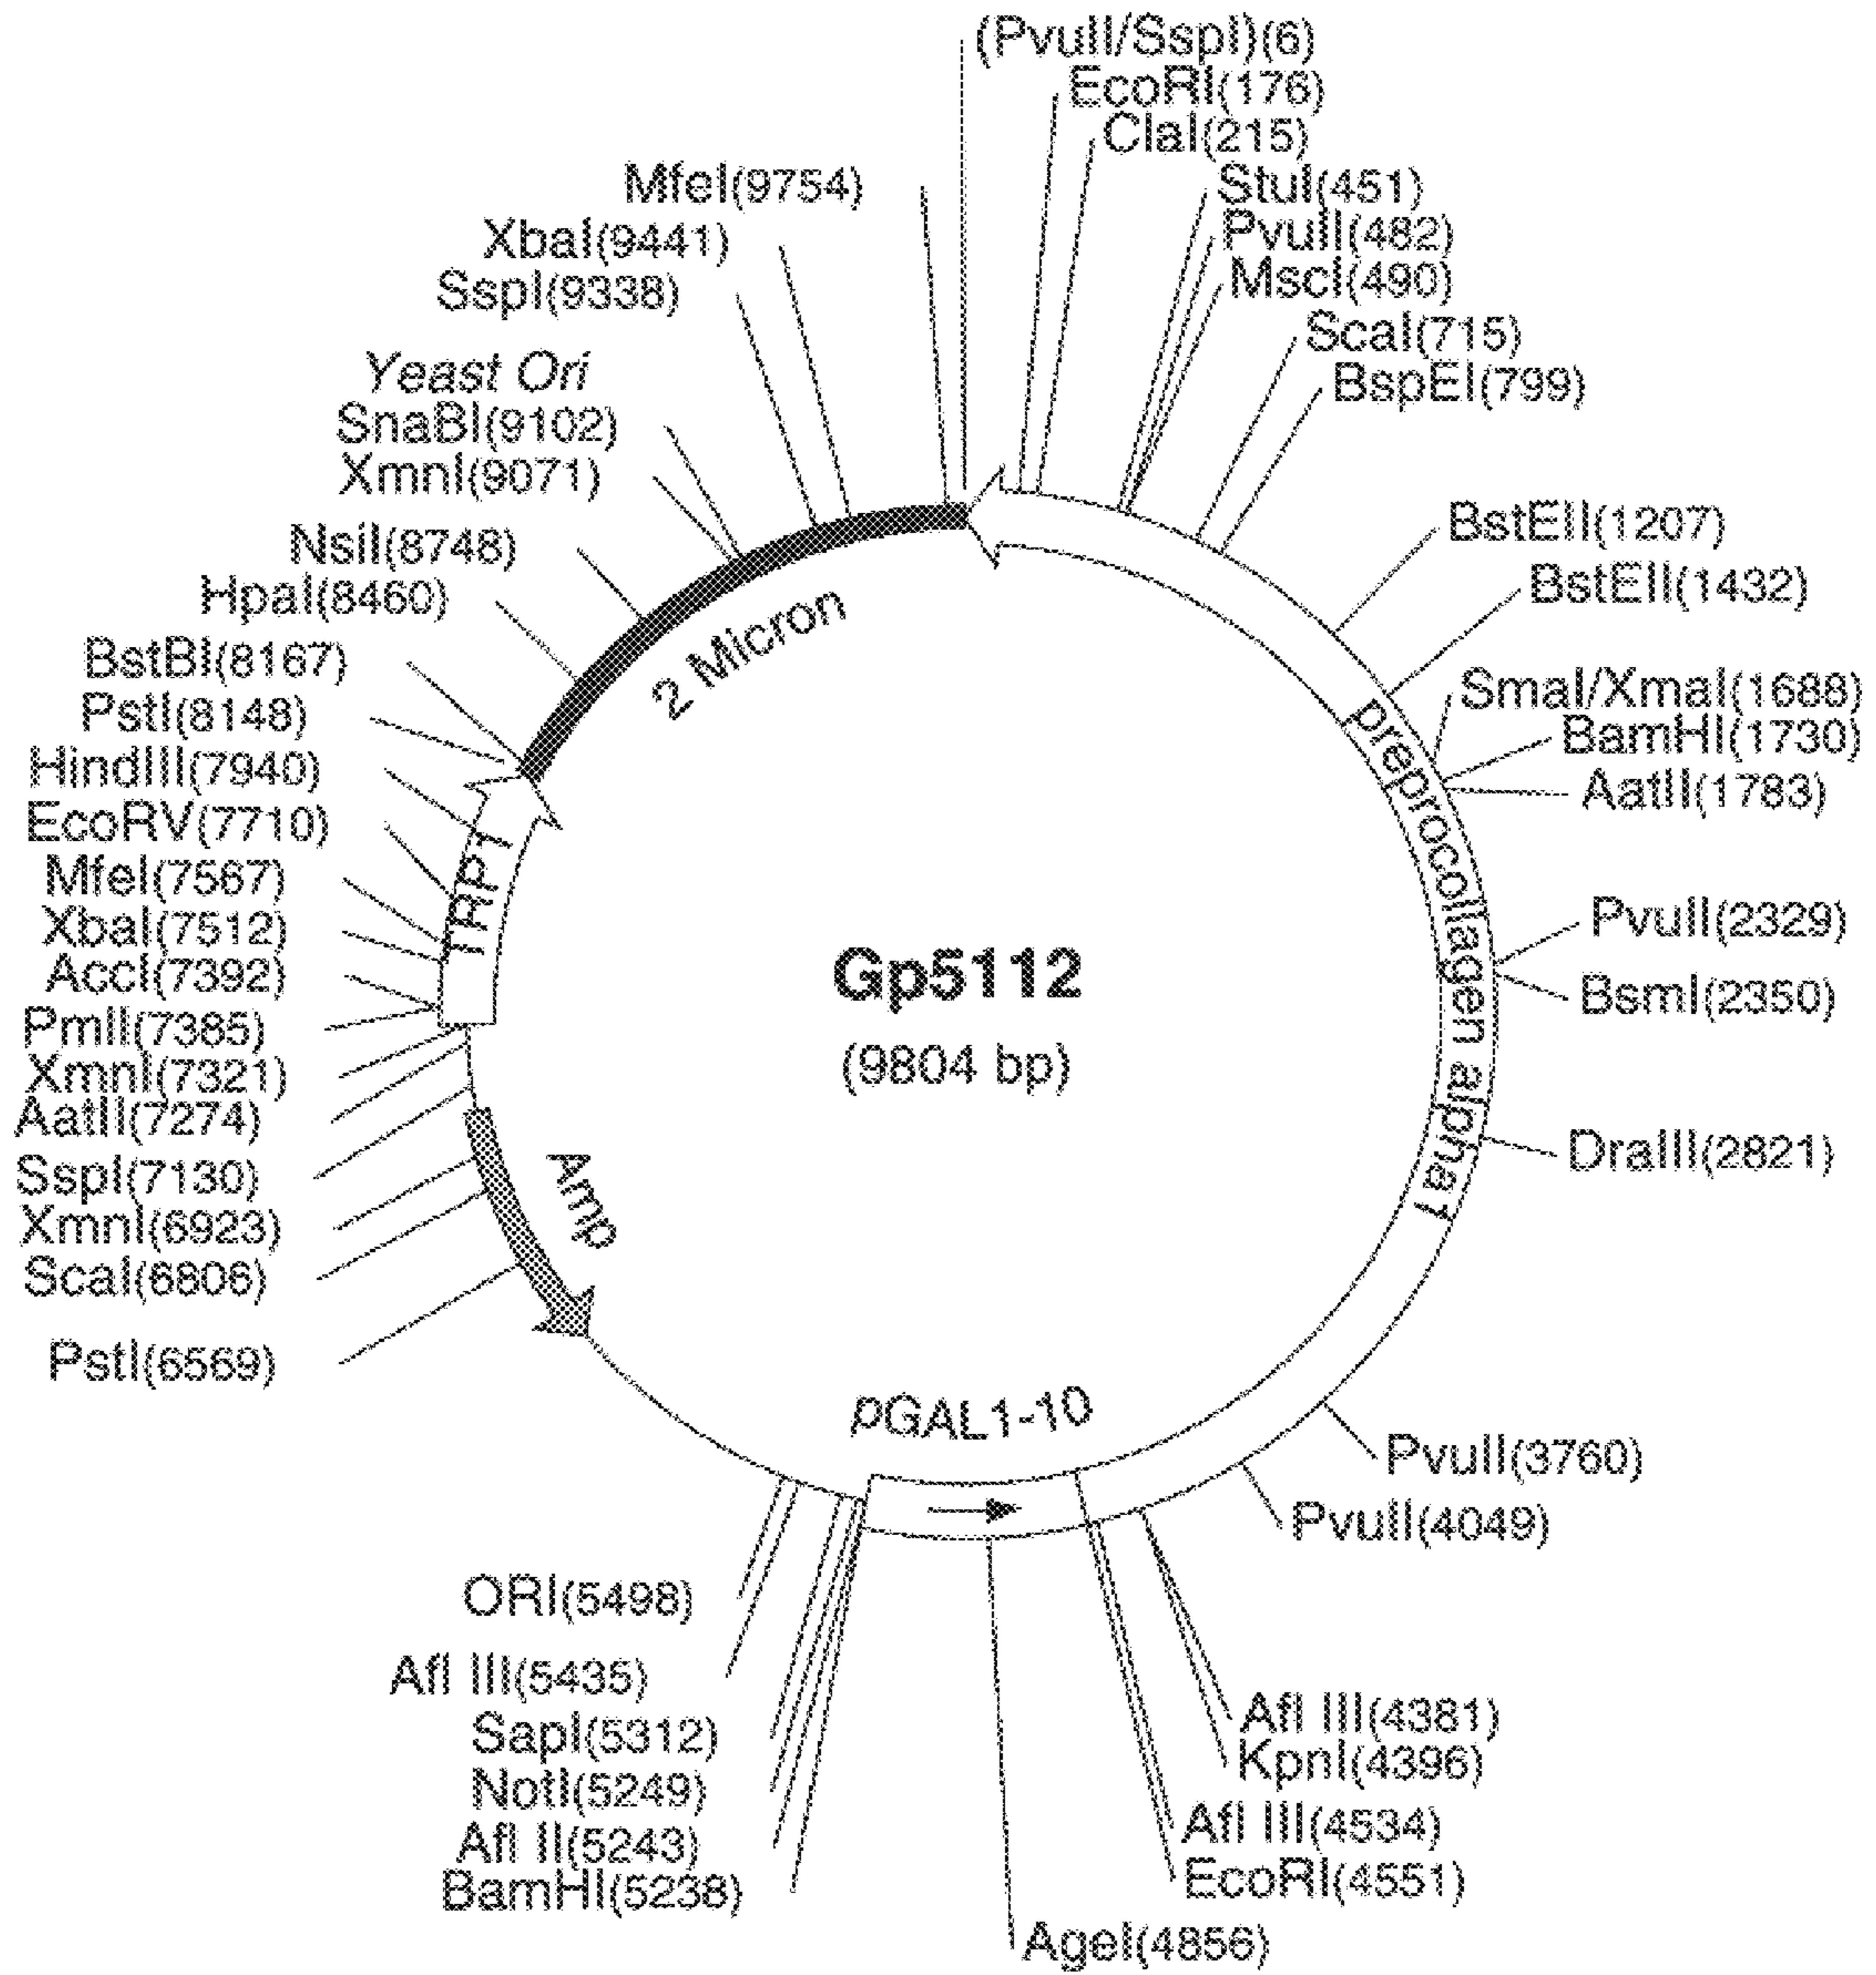 (PvuII/SspI)(6)
EcoRI(176)
ClaI(215)
StuI(451)
PvuII(482)
MscI(490)
ScaI(715)
BspEI(799)
BstEII(1207)
BstEII(1432)
SmaI/XmaI(1688)
BamHI(1730)
AatII(1783)
PvuII(2329)
BsmI(2350)
DraIII(2821)
PvuII(3760)
PvuII(4049)
Afl III(4381)
KpnI(4396)
Afl III(4534)
EcoRI(4551)
AgeI(4856)
BamHI(5238)
Afl II(5243)
NotI(5249)
SapI(5312)
Afl III(5435)
ORI(5498)
PstI(6569)
ScaI(6806)
XmnI(6923)
SspI(7130)
AatII(7274)
XmnI(7321)
PmlI(7385)
AccI(7392)
XbaI(7512)
MfeI(7567)
EcoRV(7710)
HindIII(7940)
PstI(8148)
BstBI(8167)
HpaI(8460)
NsiI(8748)
XmnI(9071)
SnaBI(9102)
Yeast Ori
SspI(9338)
XbaI(9441)
MfeI(9754)
2 Micron
preprocollagen alpha1
TRP1
Amp
pGAL1-10
Gp5112
(9804 bp)